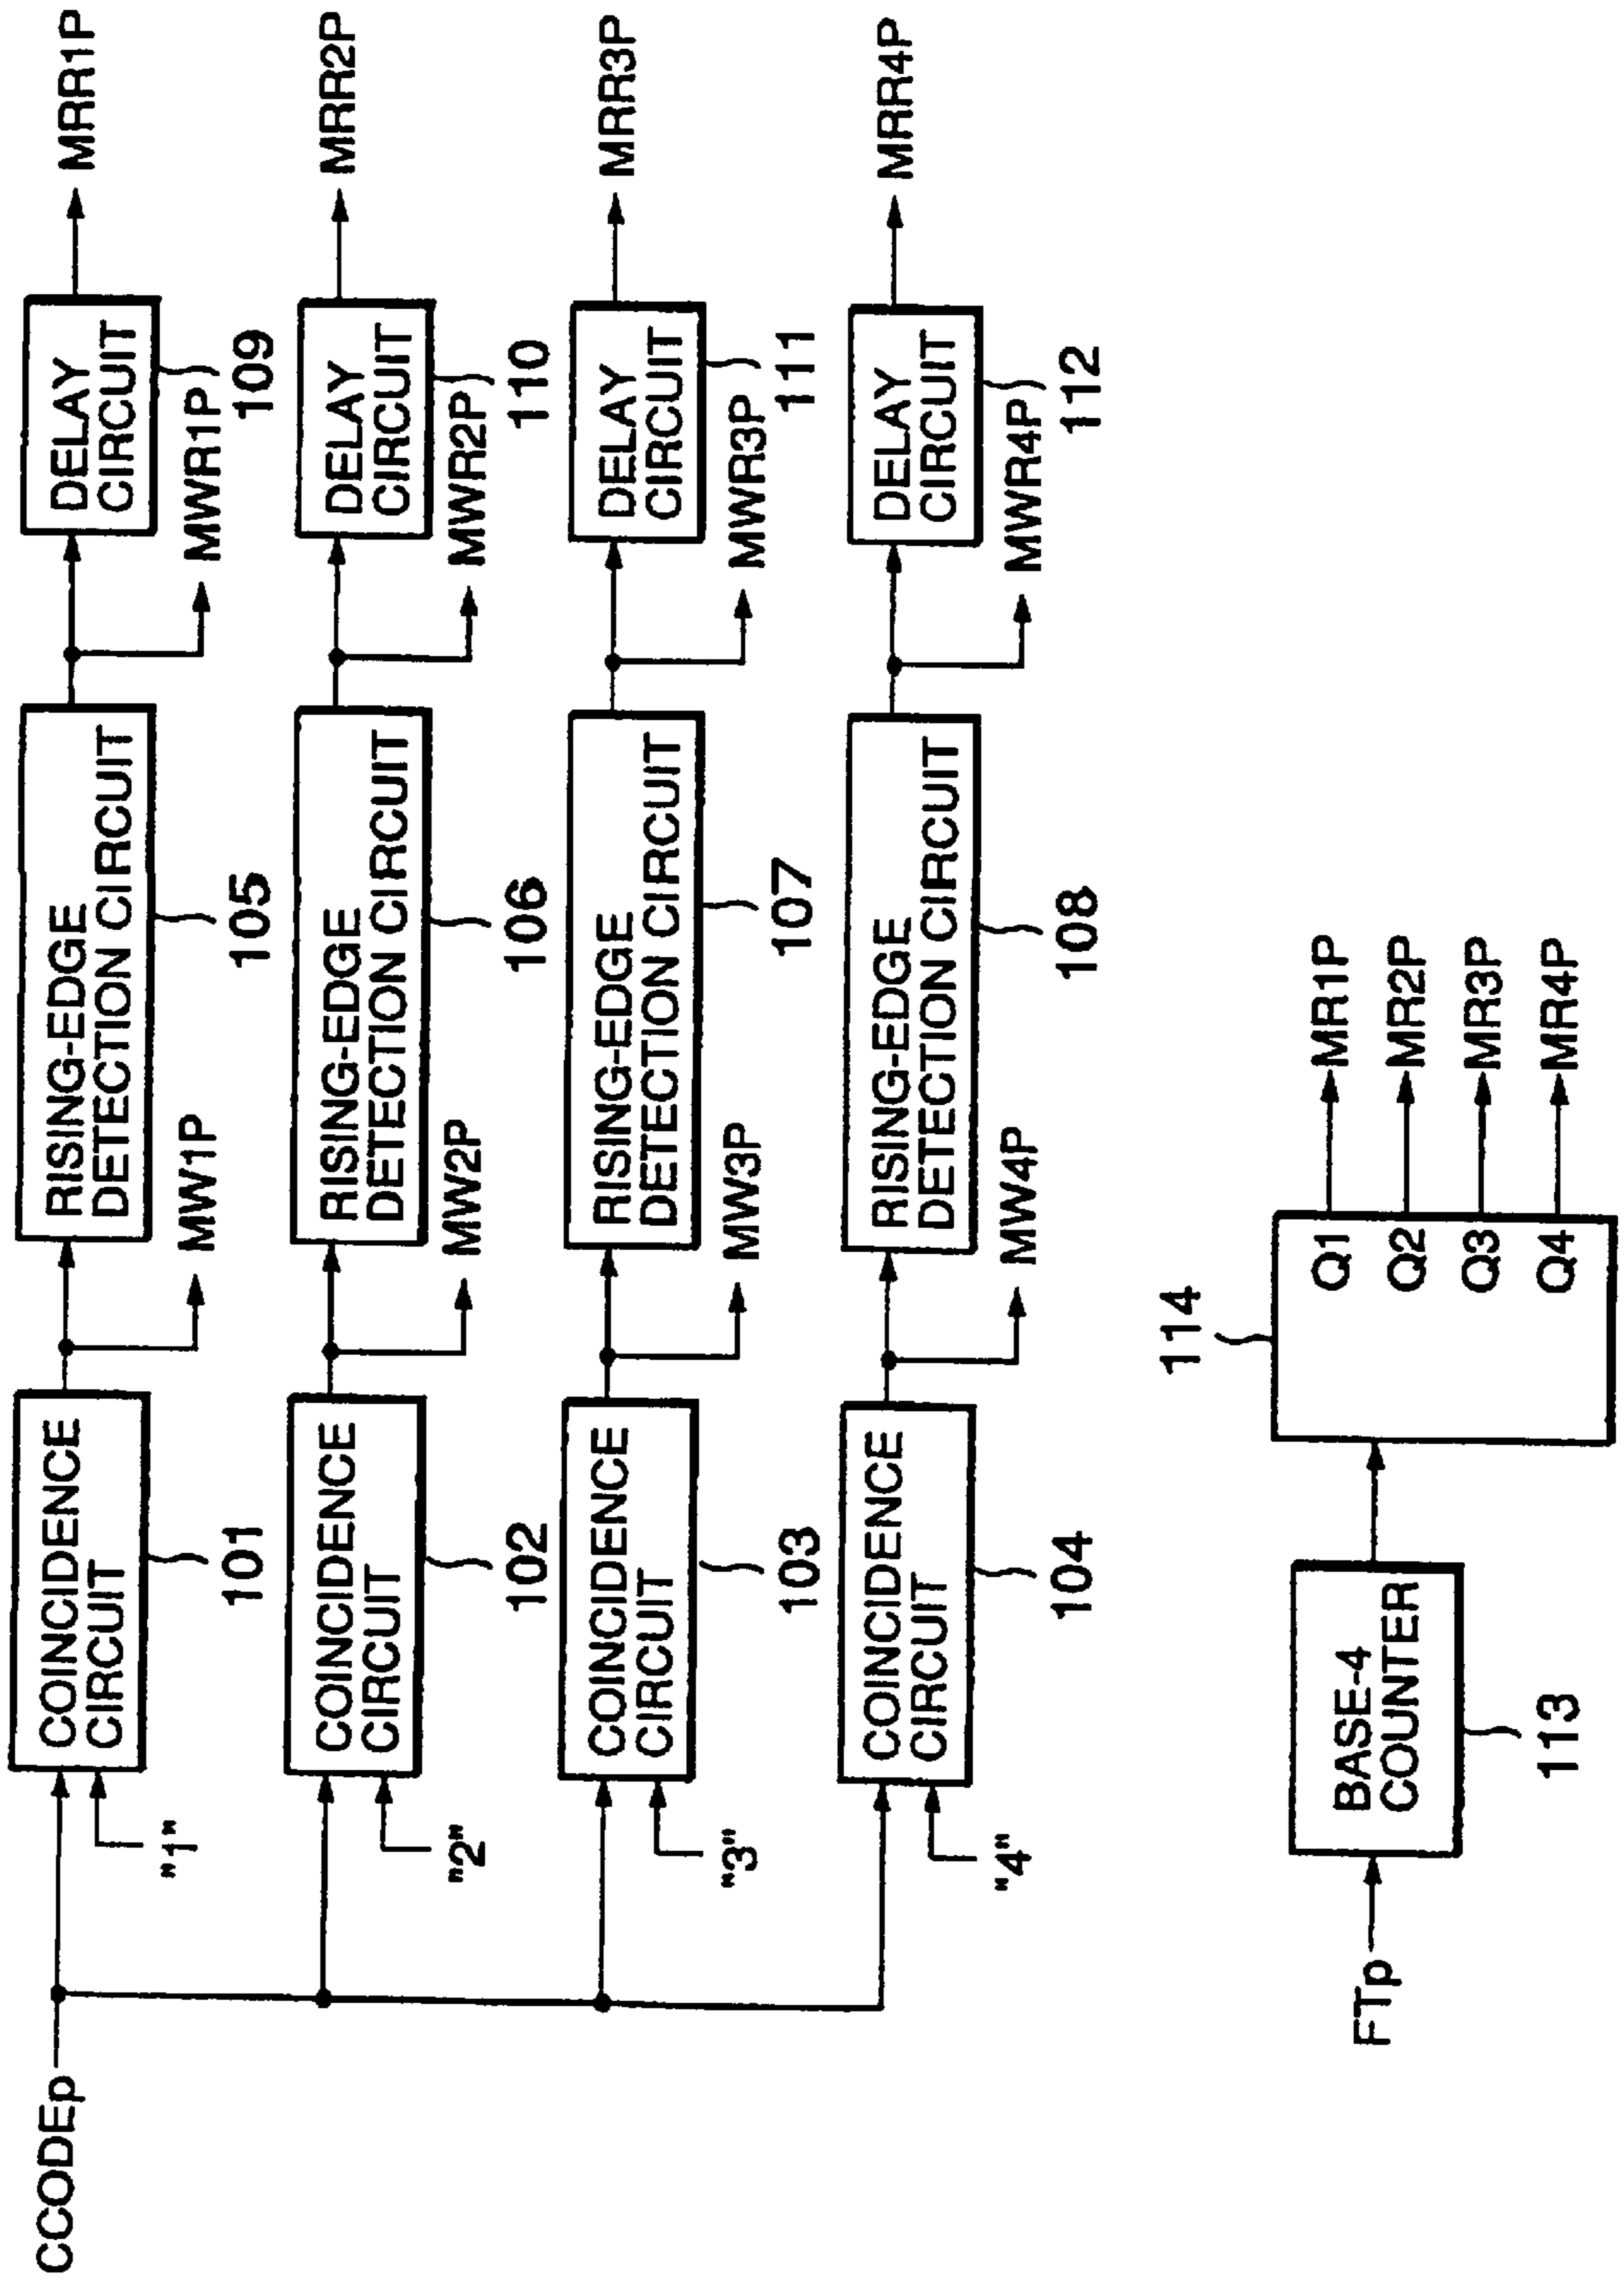 CCODEp
"1"
COINCIDENCE
CIRCUIT
101
MW1P
RISING-EDGE
DETECTION CIRCUIT
105
MWR1P
DELAY
CIRCUIT
109
MRR1P
"2"
COINCIDENCE
CIRCUIT
102
MW2P
RISING-EDGE
DETECTION CIRCUIT
106
MWR2P
DELAY
CIRCUIT
110
MRR2P
"3"
COINCIDENCE
CIRCUIT
103
MW3P
RISING-EDGE
DETECTION CIRCUIT
107
MWR3P
DELAY
CIRCUIT
111
MRR3P
"4"
COINCIDENCE
CIRCUIT
104
MW4P
RISING-EDGE
DETECTION CIRCUIT
108
MWR4P
DELAY
CIRCUIT
112
MRR4P
FTp
BASE-4
COUNTER
113
114
Q1
MR1P
Q2
MR2P
Q3
MR3P
Q4
MR4P